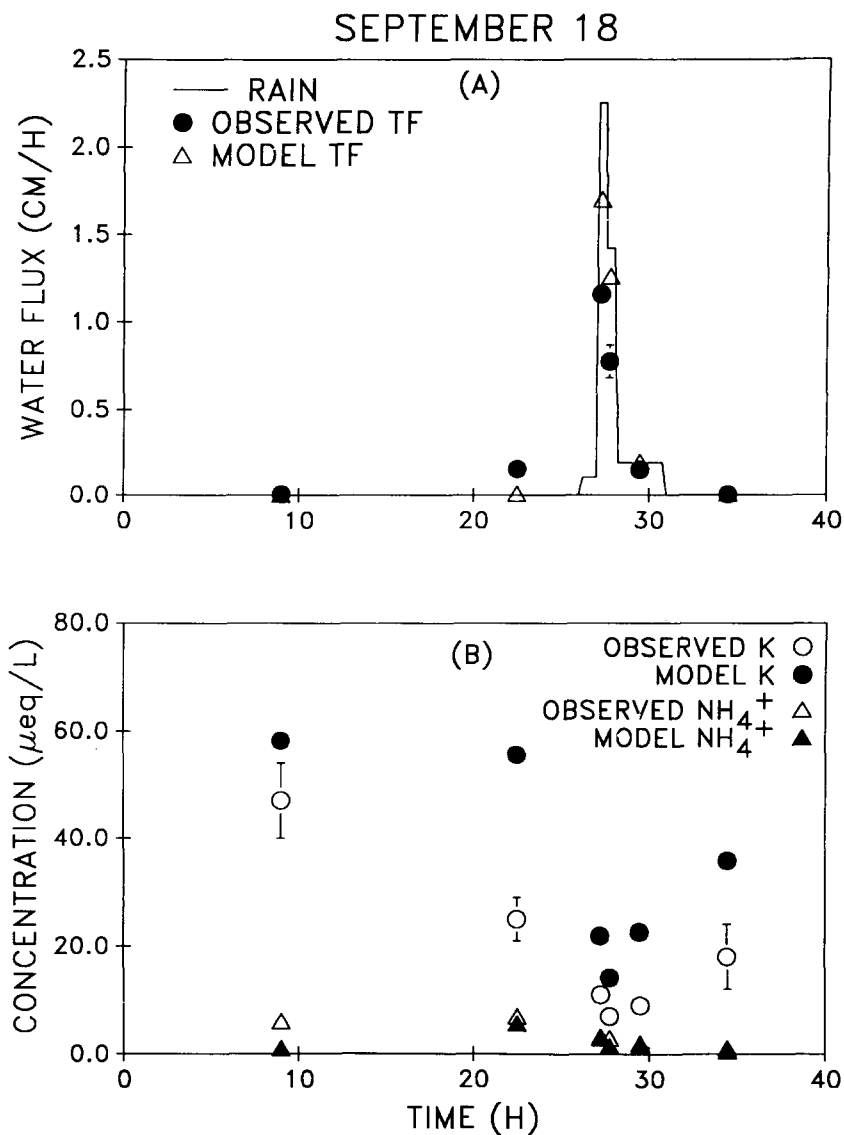 SEPTEMBER 18
WATER FLUX (CM/H)
2.5
2.0
1.5
1.0
0.5
0.0
(A)
RAIN
OBSERVED TF
MODEL TF
0
10
20
30
40
CONCENTRATION (μeq/L)
80.0
60.0
40.0
20.0
0.0
(B)
OBSERVED K
MODEL K
OBSERVED NH₄⁺
MODEL NH₄⁺
0
10
20
30
40
TIME (H)